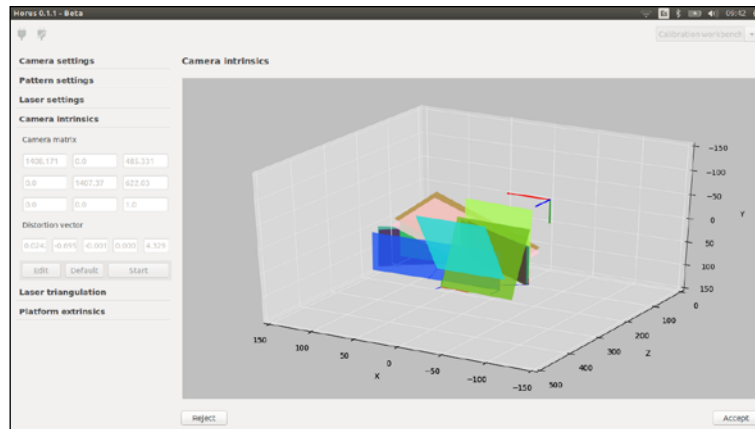 Horus 0.1.1 - Beta
09:42
Calibration workbench
Camera settings
Pattern settings
Laser settings
Camera intrinsics
Camera matrix
1408.171 0.0 485.331
0.0 1407.37 622.03
0.0 0.0 1.0
Distortion vector
4.329
Edit Default Start
Laser triangulation
Platform extrinsics
Camera intrinsics
-150
-100
-50
0
50
100
150
Y
0
100
200
300
400
500
Z
150
100
50
0
-50
-100
-150
X
Reject
Accept